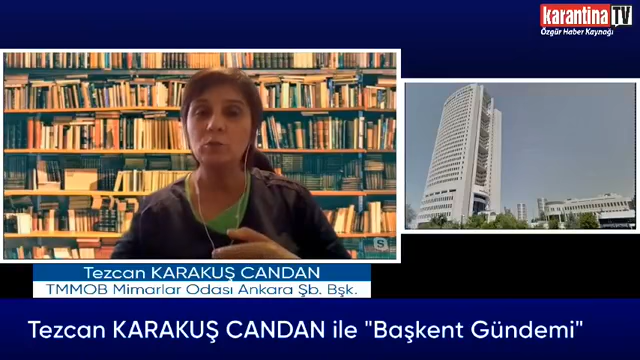 karantina TV
Özgür Haber Kaynağı
Tezcan KARAKUŞ CANDAN
TMMOB Mimarlar Odası Ankara Şb. Bşk.
Tezcan KARAKUŞ CANDAN ile "Başkent Gündemi"